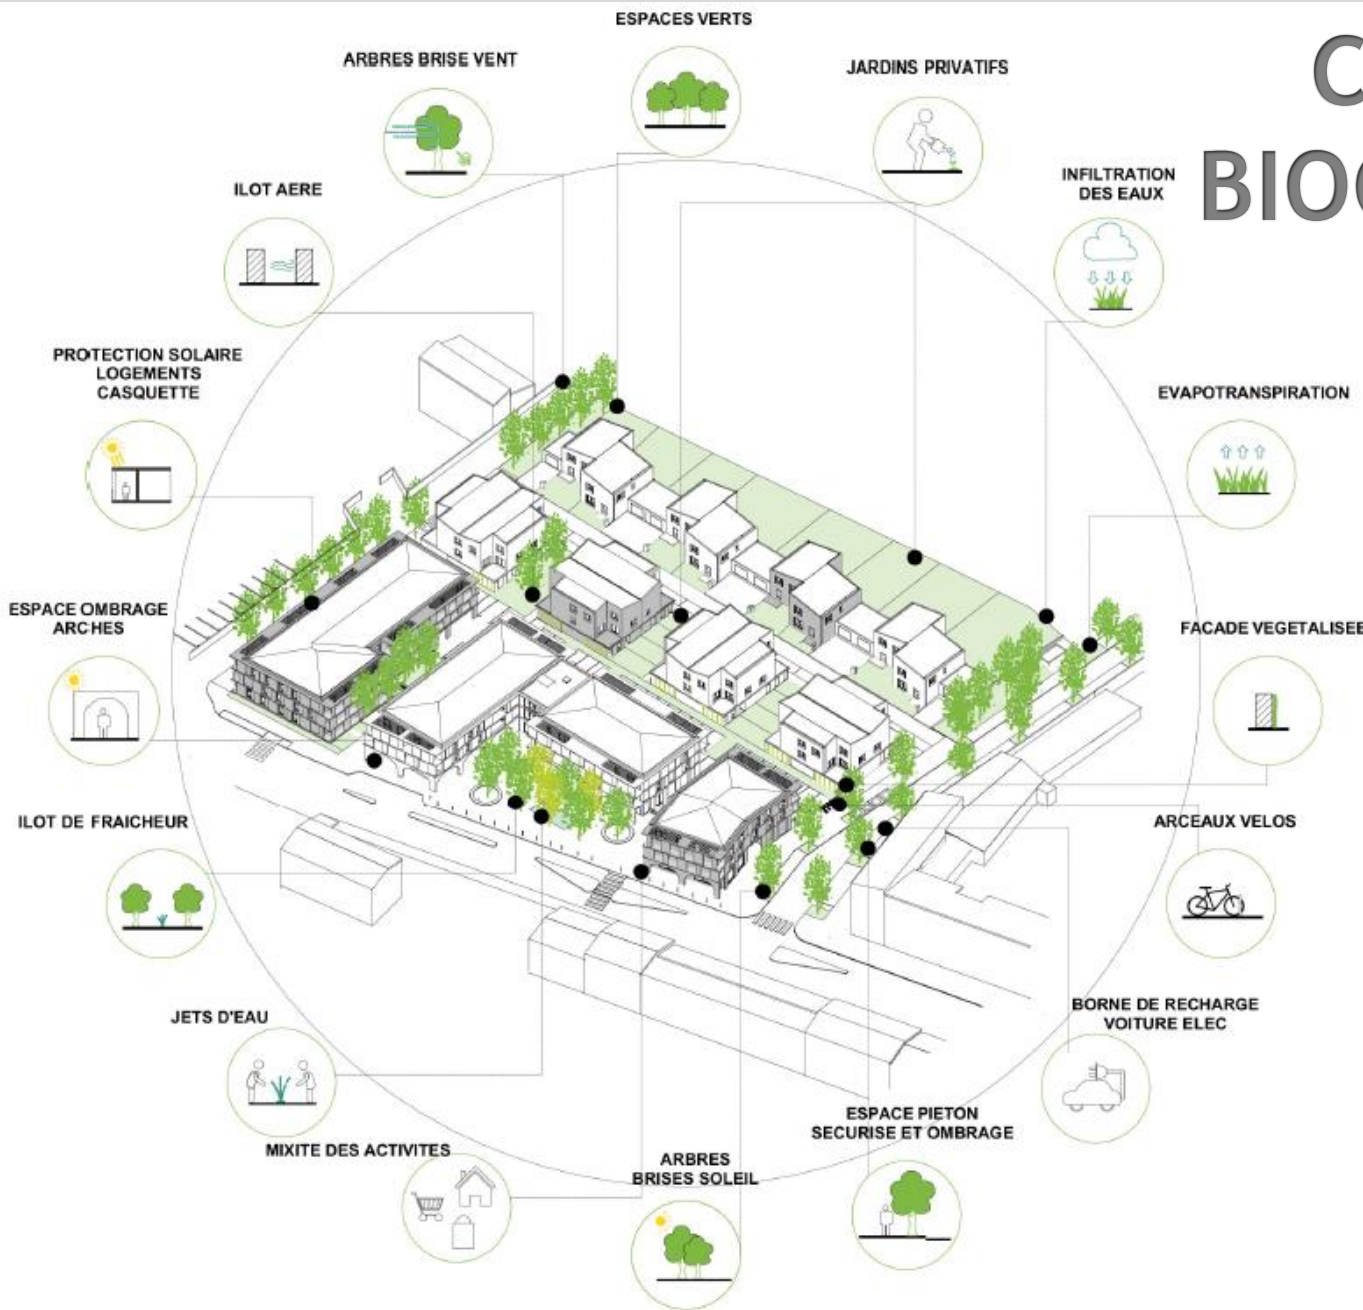 ESPACES VERTS
ARBRES BRISE VENT
JARDINS PRIVATIFS
C
BIOC
INFILTRATION
DES EAUX
ILOT AERE
PROTECTION SOLAIRE
LOGEMENTS
CASQUETTE
EVAPOTRANSPIRATION
ESPACE OMBRAGE
ARCHES
FACADE VEGETALISEE
ILOT DE FRAICHEUR
ARCEAUX VELOS
JETS D'EAU
BORNE DE RECHARGE
VOITURE ELEC
ESPACE PIETON
SECURISE ET OMBRAGE
MIXITE DES ACTIVITES
ARBRES
BRISES SOLEIL